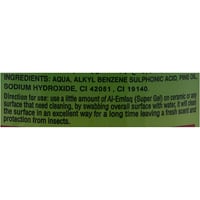 INGREDIENTS: AQUA, ALKYL BENZENE SULPHONIC ACID, PINE OIL,
SODIUM HYDROXIDE, CI 42051 , CI 19140.
Direction for use: use a little amount of Al-Emlaq (Super Gel) on ceramic or any
surface that need cleaning, by swabbing overall surface with water, it will clean
the surface in an excellent way for a long time leaving a fresh scent and
protection from insects.